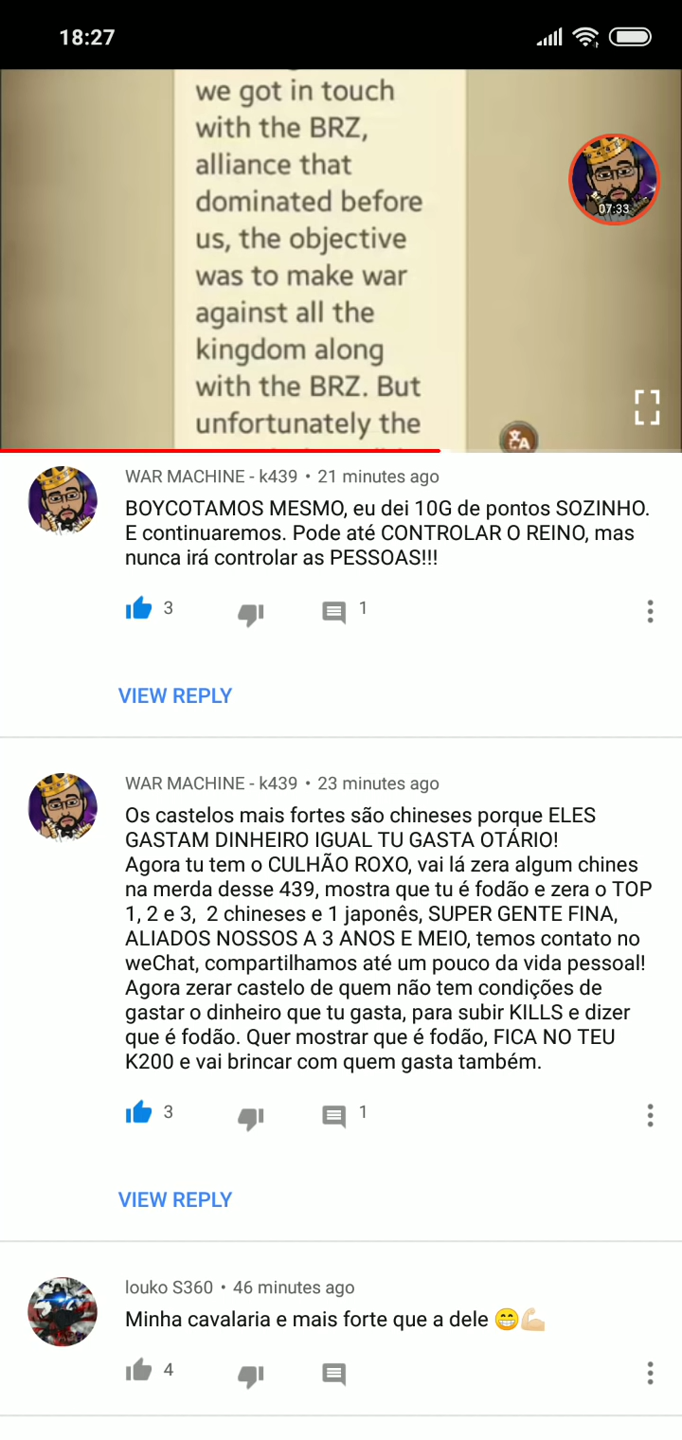 18:27
we got in touch
with the BRZ,
alliance that
dominated before
us, the objective
was to make war
against all the
kingdom along
with the BRZ. But
unfortunately the
07:33
WAR MACHINE - k439 • 21 minutes ago
BOYCOTAMOS MESMO, eu dei 10G de pontos SOZINHO.
E continuaremos. Pode até CONTROLAR O REINO, mas
nunca irá controlar as PESSOAS!!!
3
1
VIEW REPLY
WAR MACHINE - k439 • 23 minutes ago
Os castelos mais fortes são chineses porque ELES
GASTAM DINHEIRO IGUAL TU GASTA OTÁRIO!
Agora tu tem o CULHÃO ROXO, vai lá zera algum chines
na merda desse 439, mostra que tu é fodão e zera o TOP
1, 2 e 3, 2 chineses e 1 japonês, SUPER GENTE FINA,
ALIADOS NOSSOS A 3 ANOS E MEIO, temos contato no
weChat, compartilhamos até um pouco da vida pessoal!
Agora zerar castelo de quem não tem condições de
gastar o dinheiro que tu gasta, para subir KILLS e dizer
que é fodão. Quer mostrar que é fodão, FICA NO TEU
K200 e vai brincar com quem gasta também.
3
1
VIEW REPLY
louko S360 • 46 minutes ago
Minha cavalaria e mais forte que a dele 😁💪🏻
4